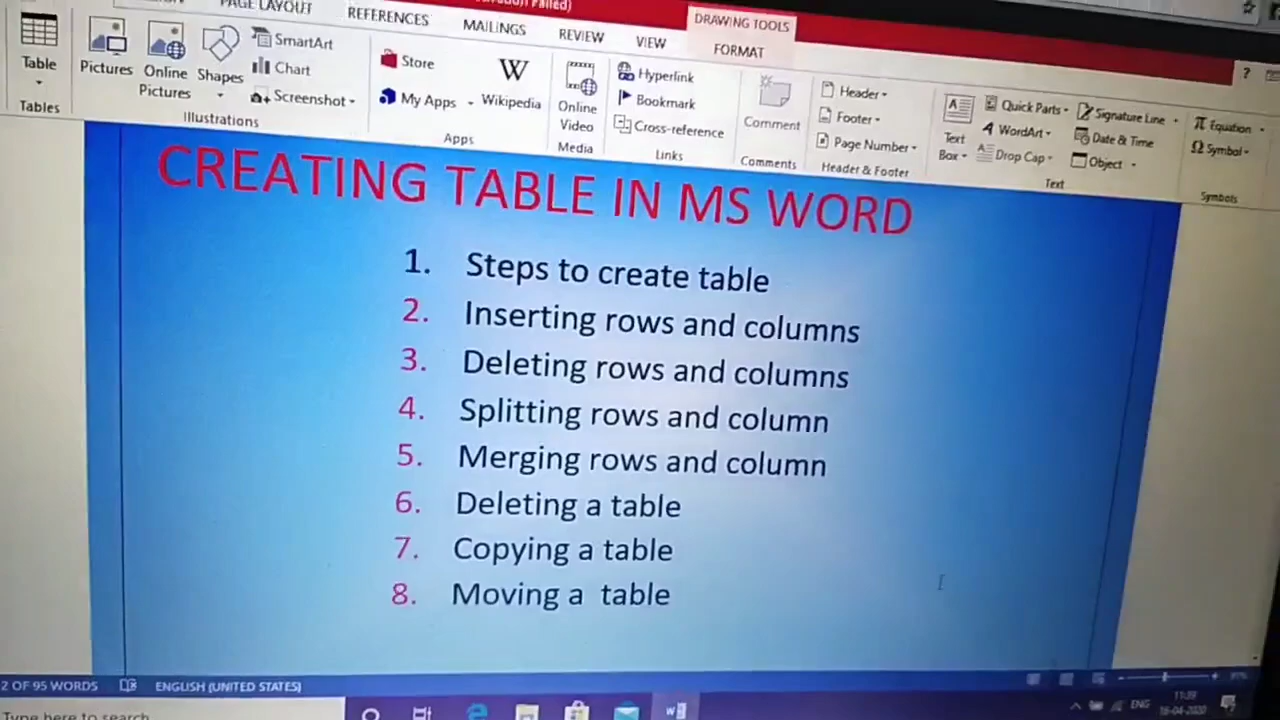 PAGE LAYOUT
REFERENCES
MAILINGS
REVIEW
VIEW
DRAWING TOOLS
FORMAT
?
Table
Tables
Pictures
Online Pictures
Shapes
SmartArt
Chart
Screenshot
Illustrations
Store
My Apps
W
Wikipedia
Apps
Online Video
Media
Hyperlink
Bookmark
Cross-reference
Links
Comment
Comments
Header
Footer
Page Number
Header & Footer
Text Box
Quick Parts
WordArt
Drop Cap
Signature Line
Date & Time
Object
Text
π Equation
Ω Symbol
Symbols
CREATING TABLE IN MS WORD
1. Steps to create table
2. Inserting rows and columns
3. Deleting rows and columns
4. Splitting rows and column
5. Merging rows and column
6. Deleting a table
7. Copying a table
8. Moving a table
2 OF 95 WORDS
ENGLISH (UNITED STATES)
Type here to search
ENG
11:39
16-04-2020